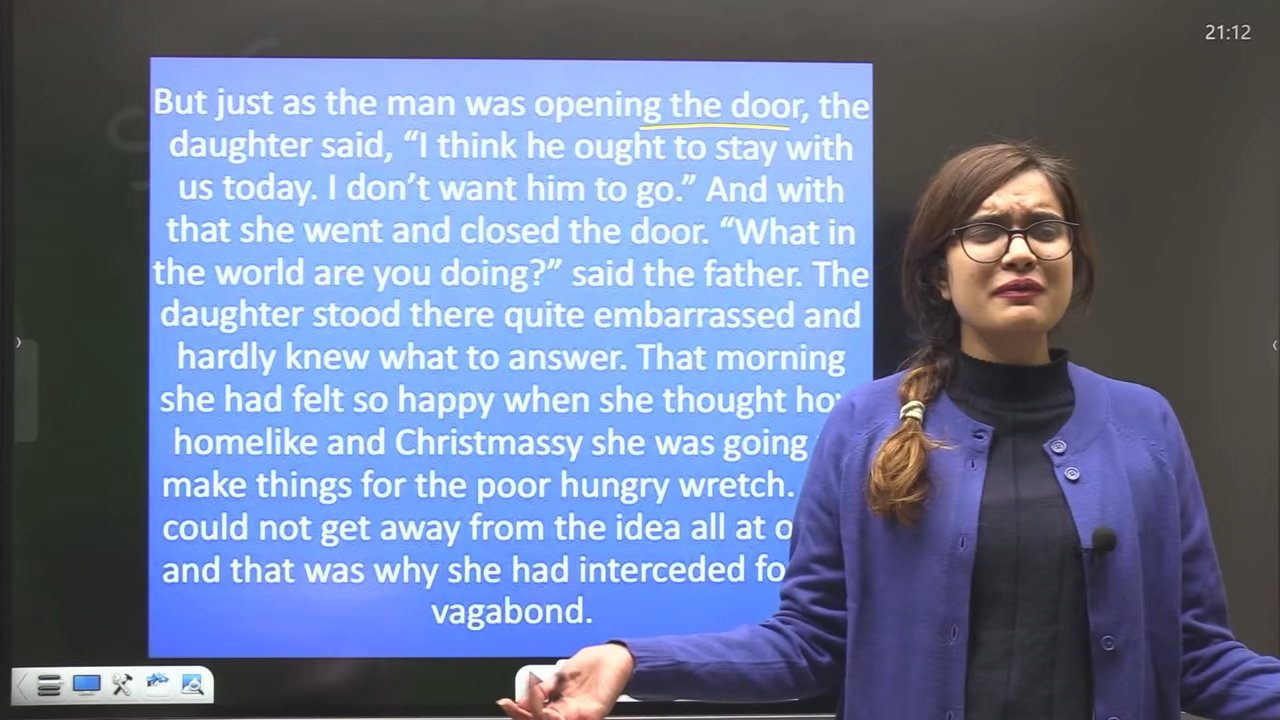 21:12
But just as the man was opening the door, the
daughter said, “I think he ought to stay with
us today. I don’t want him to go.” And with
that she went and closed the door. “What in
the world are you doing?” said the father. The
daughter stood there quite embarrassed and
hardly knew what to answer. That morning
she had felt so happy when she thought
homelike and Christmassy she was going
make things for the poor hungry wretch.
could not get away from the idea all at
and that was why she had interceded
vagabond.